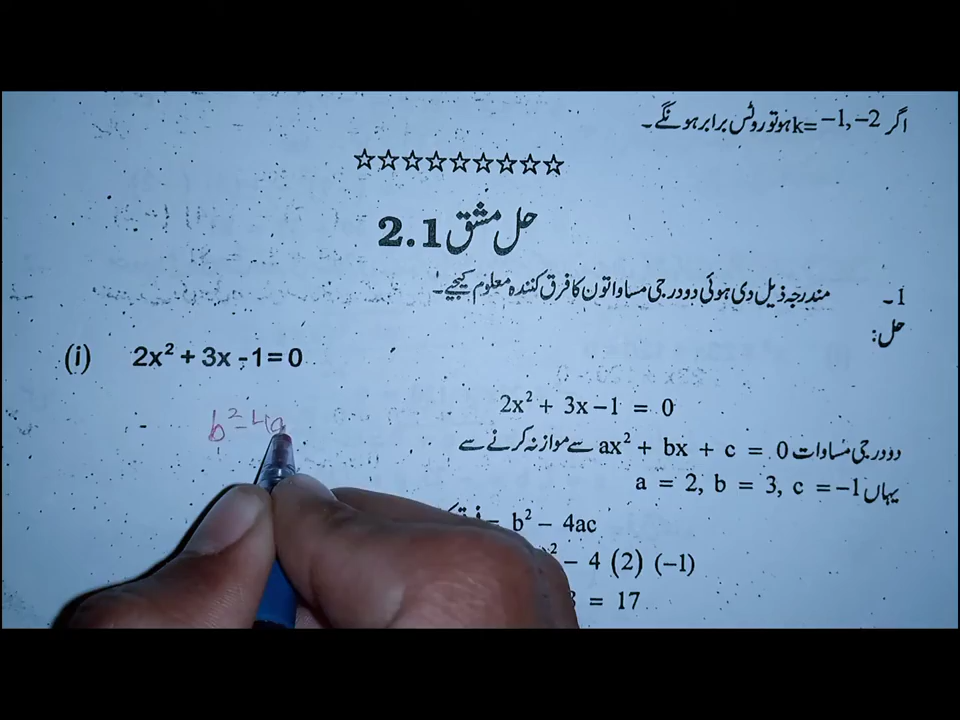 اگر k= −1, −2 ہو تو روٹس برابر ہونگے۔
☆☆☆☆☆☆☆☆☆
حل مشق 2.1
1۔ مندرجہ ذیل دی ہوئی دو درجی مساواتوں کا فرق کنندہ معلوم کیجیے۔
حل:
(i) 2x² + 3x - 1 = 0
2x² + 3x − 1 = 0
b² - 4a
دو درجی مساوات ax² + bx + c = 0 سے موازنہ کرنے سے
یہاں a = 2, b = 3, c = −1
= b² − 4ac
² − 4 (2) (−1)
= 17